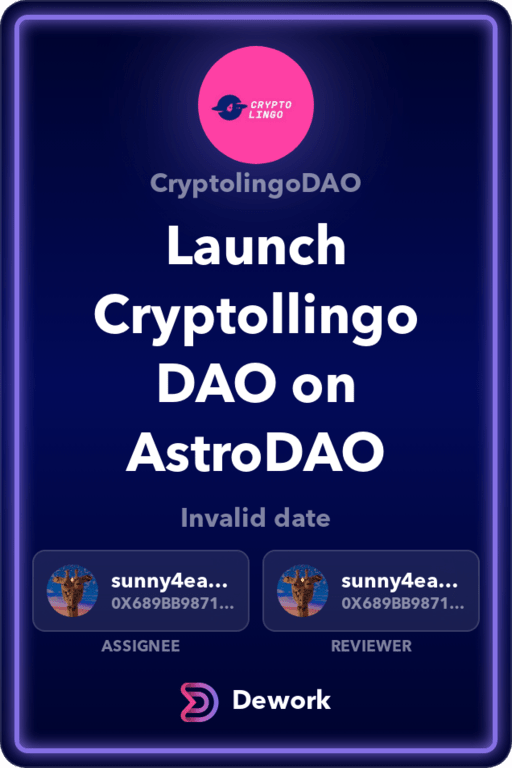 CRYPTO
LINGO
CryptolingoDAO
Launch
Cryptollingo
DAO on
AstroDAO
Invalid date
sunny4ea... sunny4ea...
0X689BB9871... 0X689BB9871...
ASSIGNEE REVIEWER
Dework